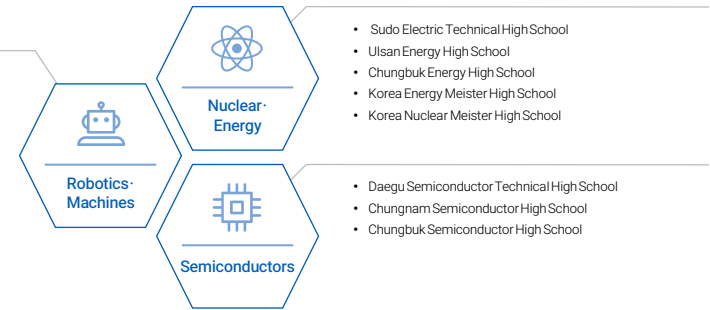 Nuclear·
Energy
• Sudo Electric Technical High School
• Ulsan Energy High School
• Chungbuk Energy High School
• Korea Energy Meister High School
• Korea Nuclear Meister High School
Robotics·
Machines
Semiconductors
• Daegu Semiconductor Technical High School
• Chungnam Semiconductor High School
• Chungbuk Semiconductor High School